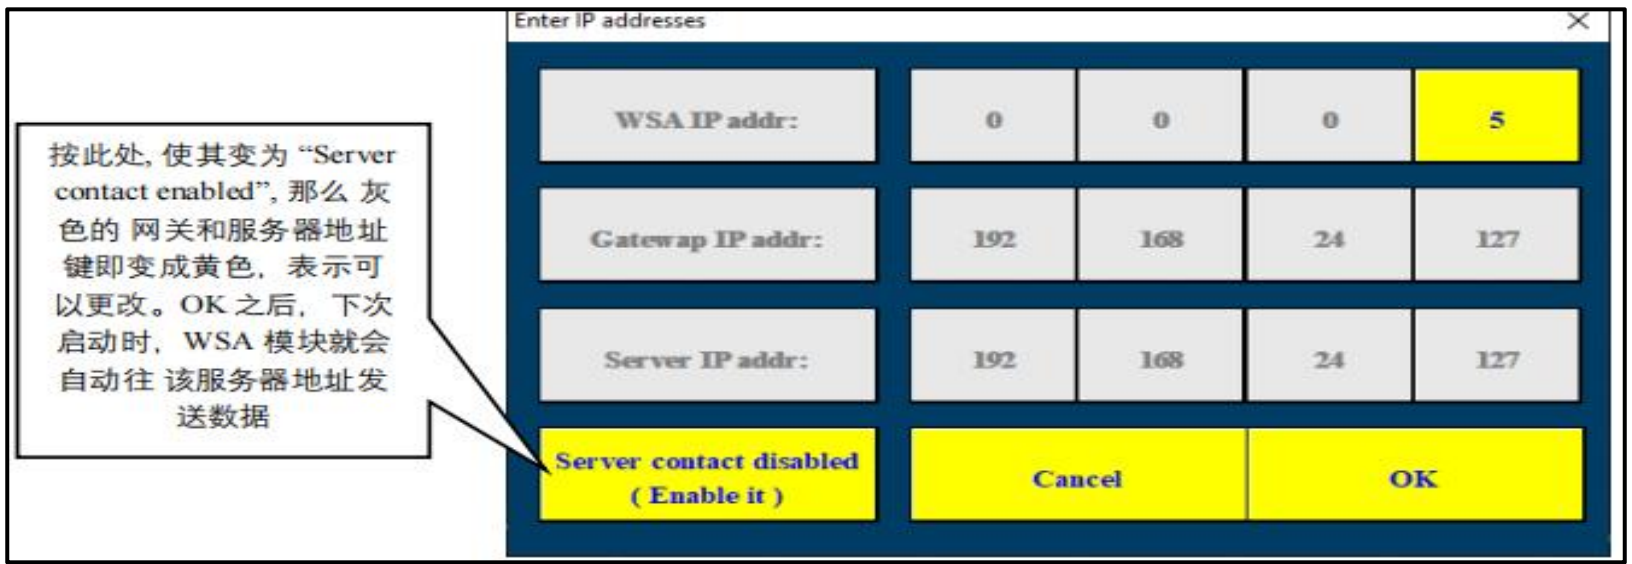 Enter IP addresses
WSA IP addr: 0 0 0 5
按此处, 使其变为 “Server
contact enabled”, 那么 灰
色的 网关和服务器地址
键即变成黄色, 表示可
以更改。OK 之后, 下次
启动时, WSA 模块就会
自动往 该服务器地址发
送数据
Gatewap IP addr: 192 168 24 127
Server IP addr: 192 168 24 127
Server contact disabled
( Enable it )
Cancel
OK